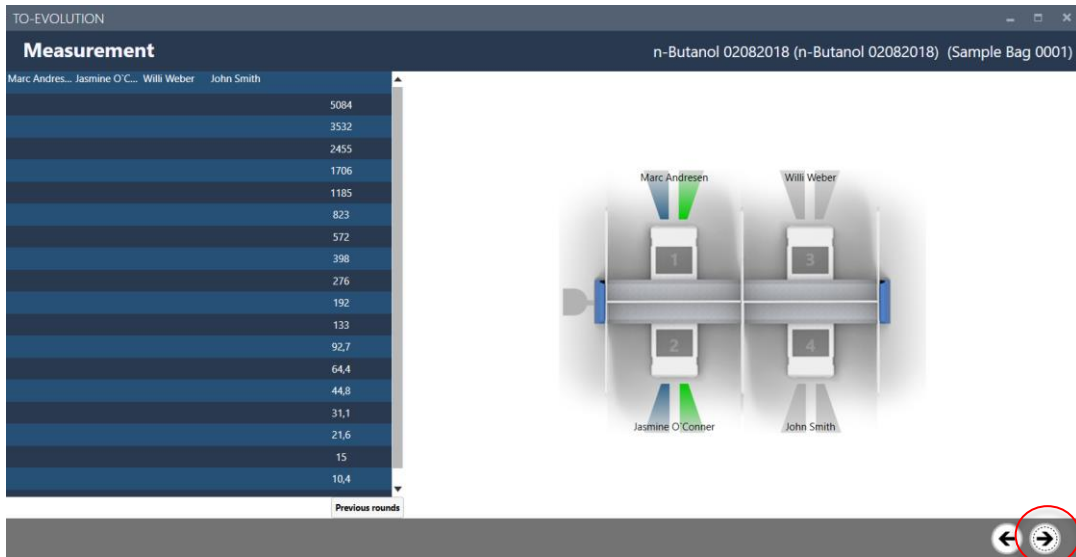 TO-EVOLUTION
Measurement
n-Butanol 02082018 (n-Butanol 02082018) (Sample Bag 0001)
Marc Andres... Jasmine O`C... Willi Weber John Smith
5084
3532
2455
1706
1185
823
572
398
276
192
133
92,7
64,4
44,8
31,1
21,6
15
10,4
Previous rounds
Marc Andresen
Willi Weber
1
3
2
4
Jasmine O`Conner
John Smith